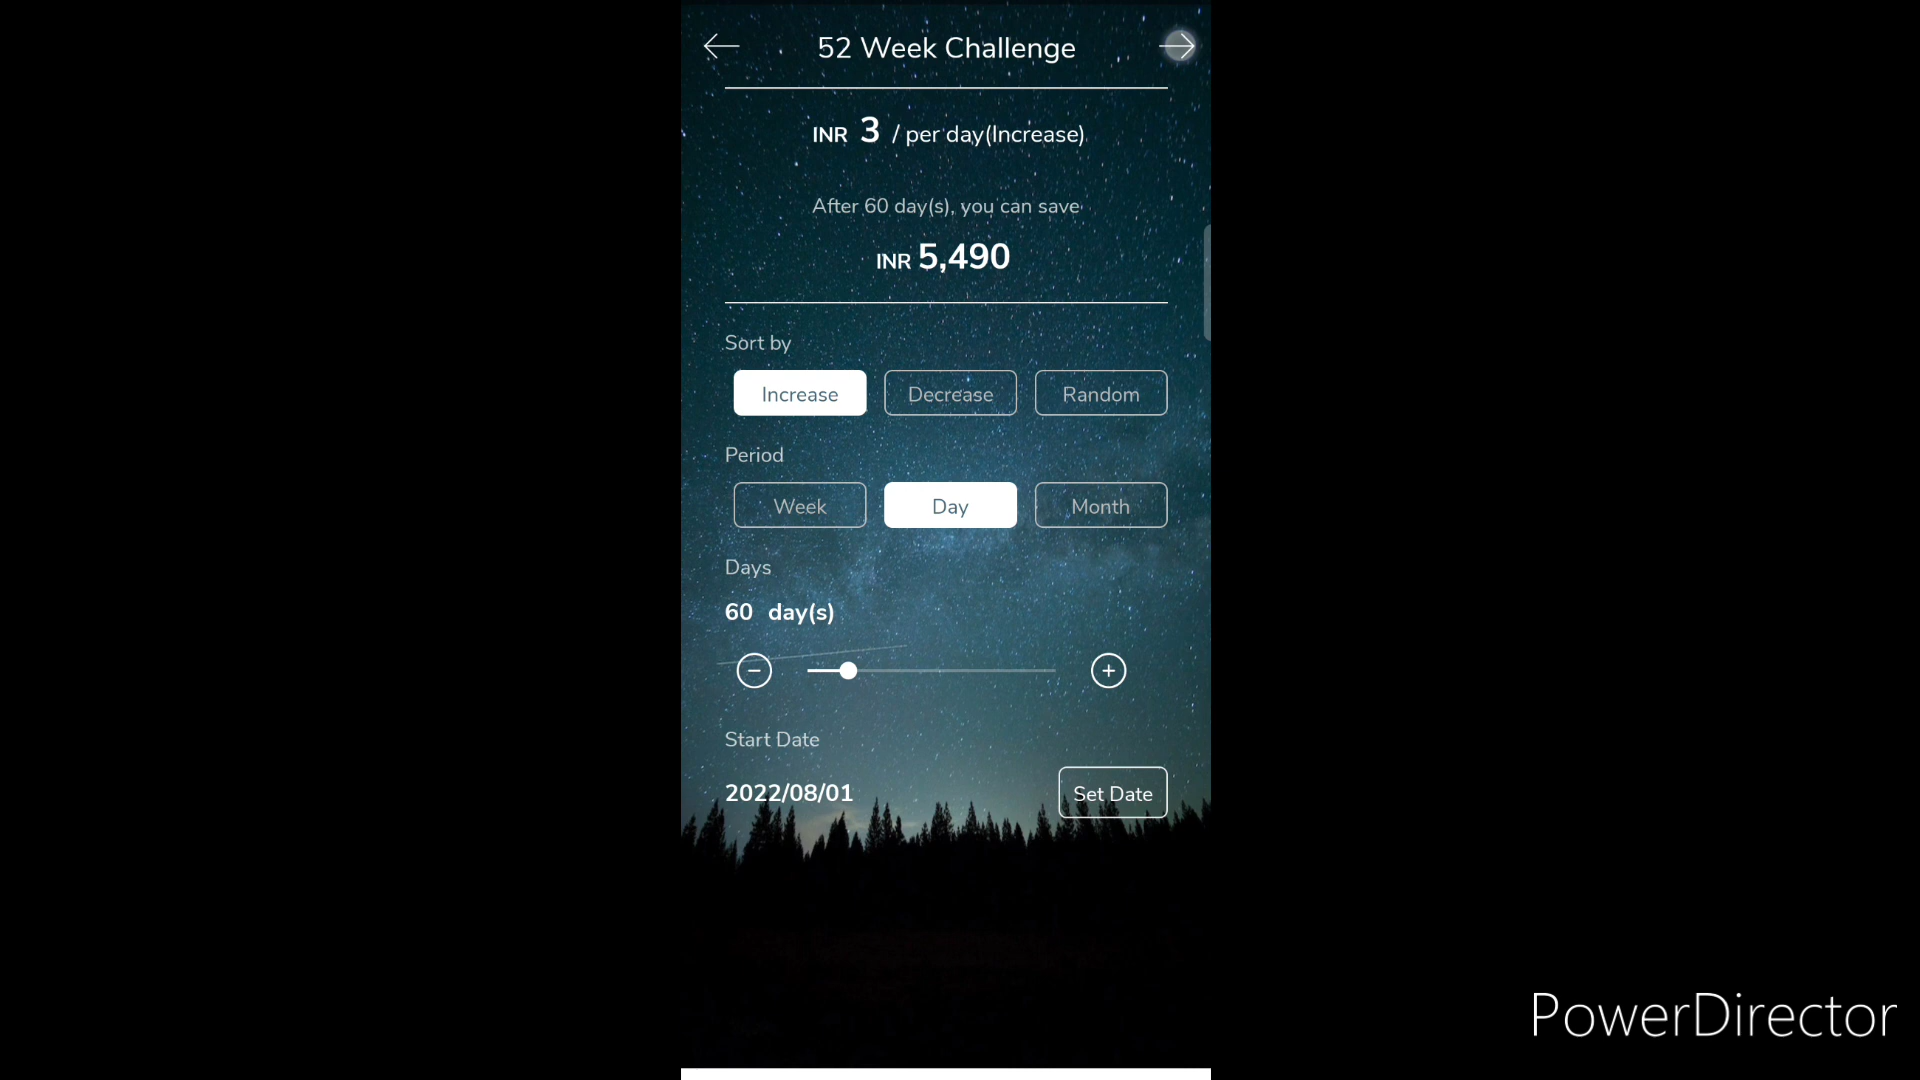 52 Week Challenge
INR 3 / per day(Increase)
After 60 day(s), you can save
INR 5,490
Sort by
Increase Decrease Random
Period
Week Day Month
Days
60 day(s)
Start Date
2022/08/01 Set Date
PowerDirector